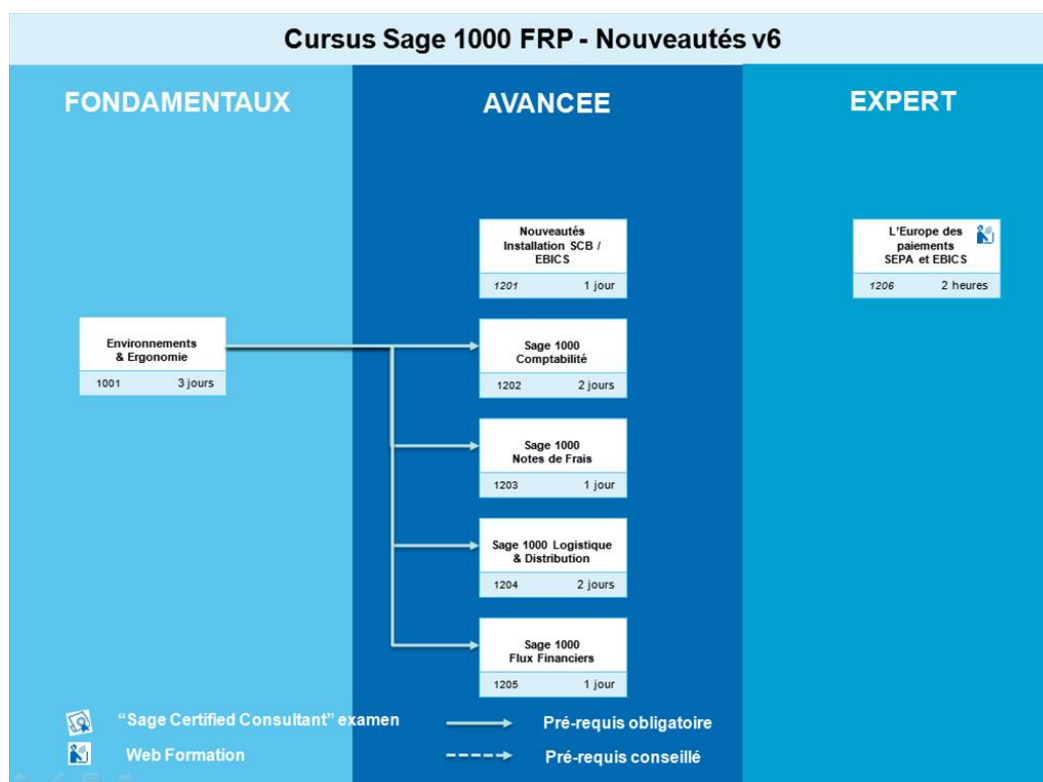 Cursus Sage 1000 FRP - Nouveautés v6
FONDAMENTAUX
AVANCEE
EXPERT
Nouveautés
Installation SCB /
EBICS
1201 1 jour
L'Europe des
paiements
SEPA et EBICS
1206 2 heures
Environnements
& Ergonomie
1001 3 jours
Sage 1000
Comptabilité
1202 2 jours
Sage 1000
Notes de Frais
1203 1 jour
Sage 1000 Logistique
& Distribution
1204 2 jours
Sage 1000
Flux Financiers
1205 1 jour
“Sage Certified Consultant” examen
Pré-requis obligatoire
Web Formation
Pré-requis conseillé